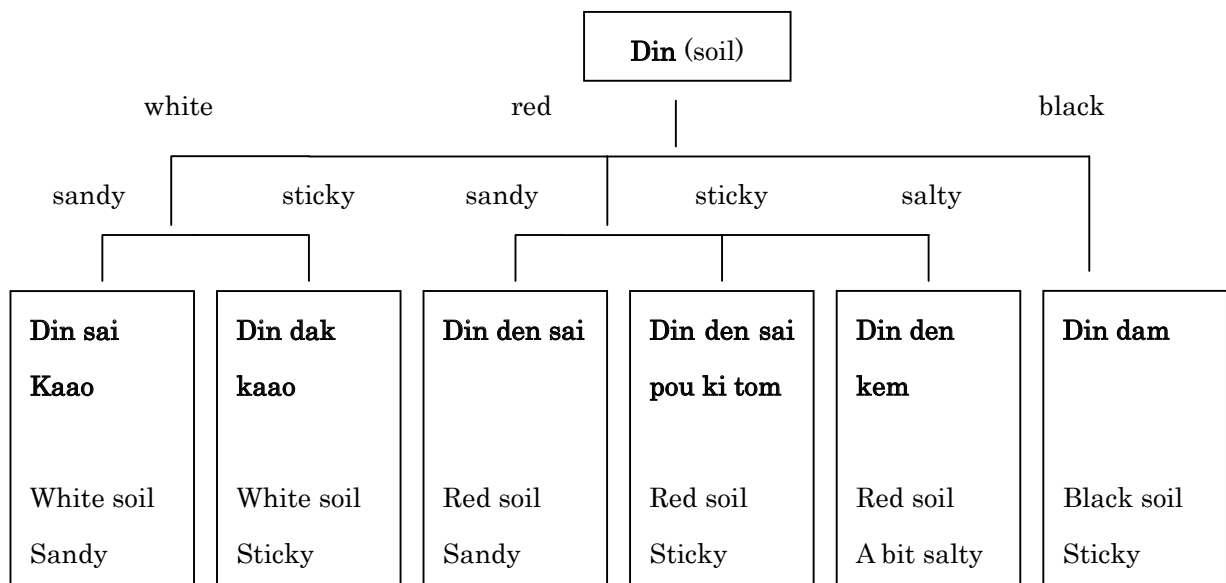 Din (soil)
white red black
sandy sticky sandy sticky salty
Din sai
Kaao
White soil
Sandy
Din dak
kaao
White soil
Sticky
Din den sai
Red soil
Sandy
Din den sai
pou ki tom
Red soil
Sticky
Din den
kem
Red soil
A bit salty
Din dam
Black soil
Sticky